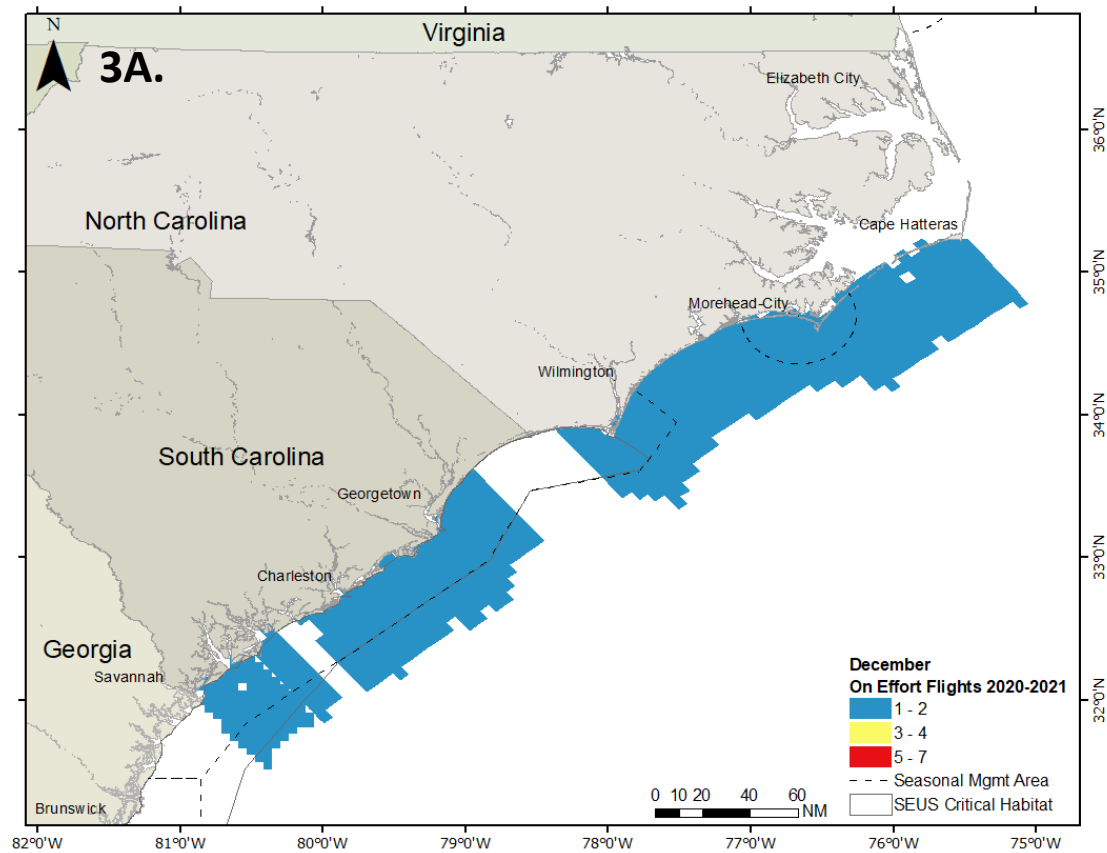 N
3A.
Virginia
Elizabeth City
36°0'N
North Carolina
Cape Hatteras
35°0'N
Morehead-City
Wilmington
34°0'N
South Carolina
Georgetown
33°0'N
Charleston
Georgia
Savannah
32°0'N
Brunswick
December
On Effort Flights 2020-2021
1 - 2
3 - 4
5 - 7
Seasonal Mgmt Area
SEUS Critical Habitat
0 10 20 40 60
NM
82°0'W 81°0'W 80°0'W 79°0'W 78°0'W 77°0'W 76°0'W 75°0'W